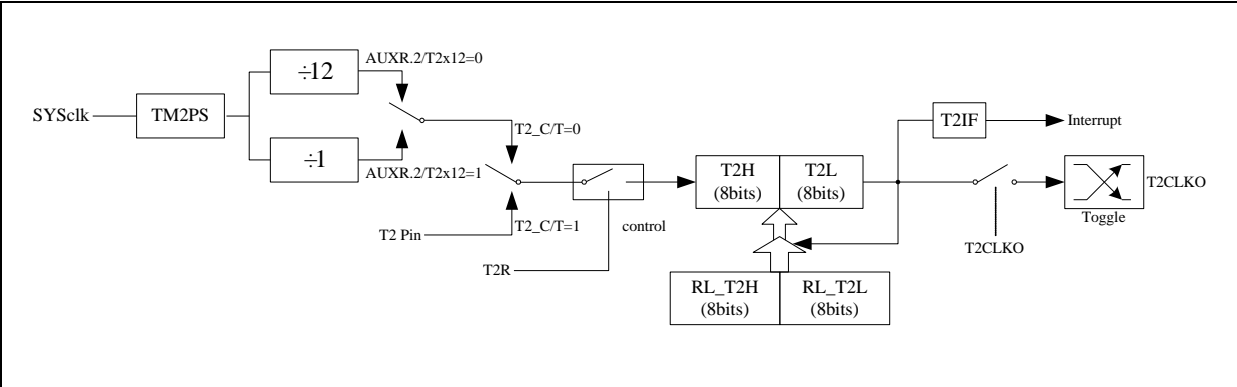 AUXR.2/T2x12=0
÷12
SYSclk
TM2PS
T2_C/T=0
T2IF
Interrupt
÷1
AUXR.2/T2x12=1
T2H
(8bits)
T2L
(8bits)
T2CLKO
Toggle
T2_C/T=1
control
T2 Pin
T2CLKO
T2R
RL_T2H
(8bits)
RL_T2L
(8bits)